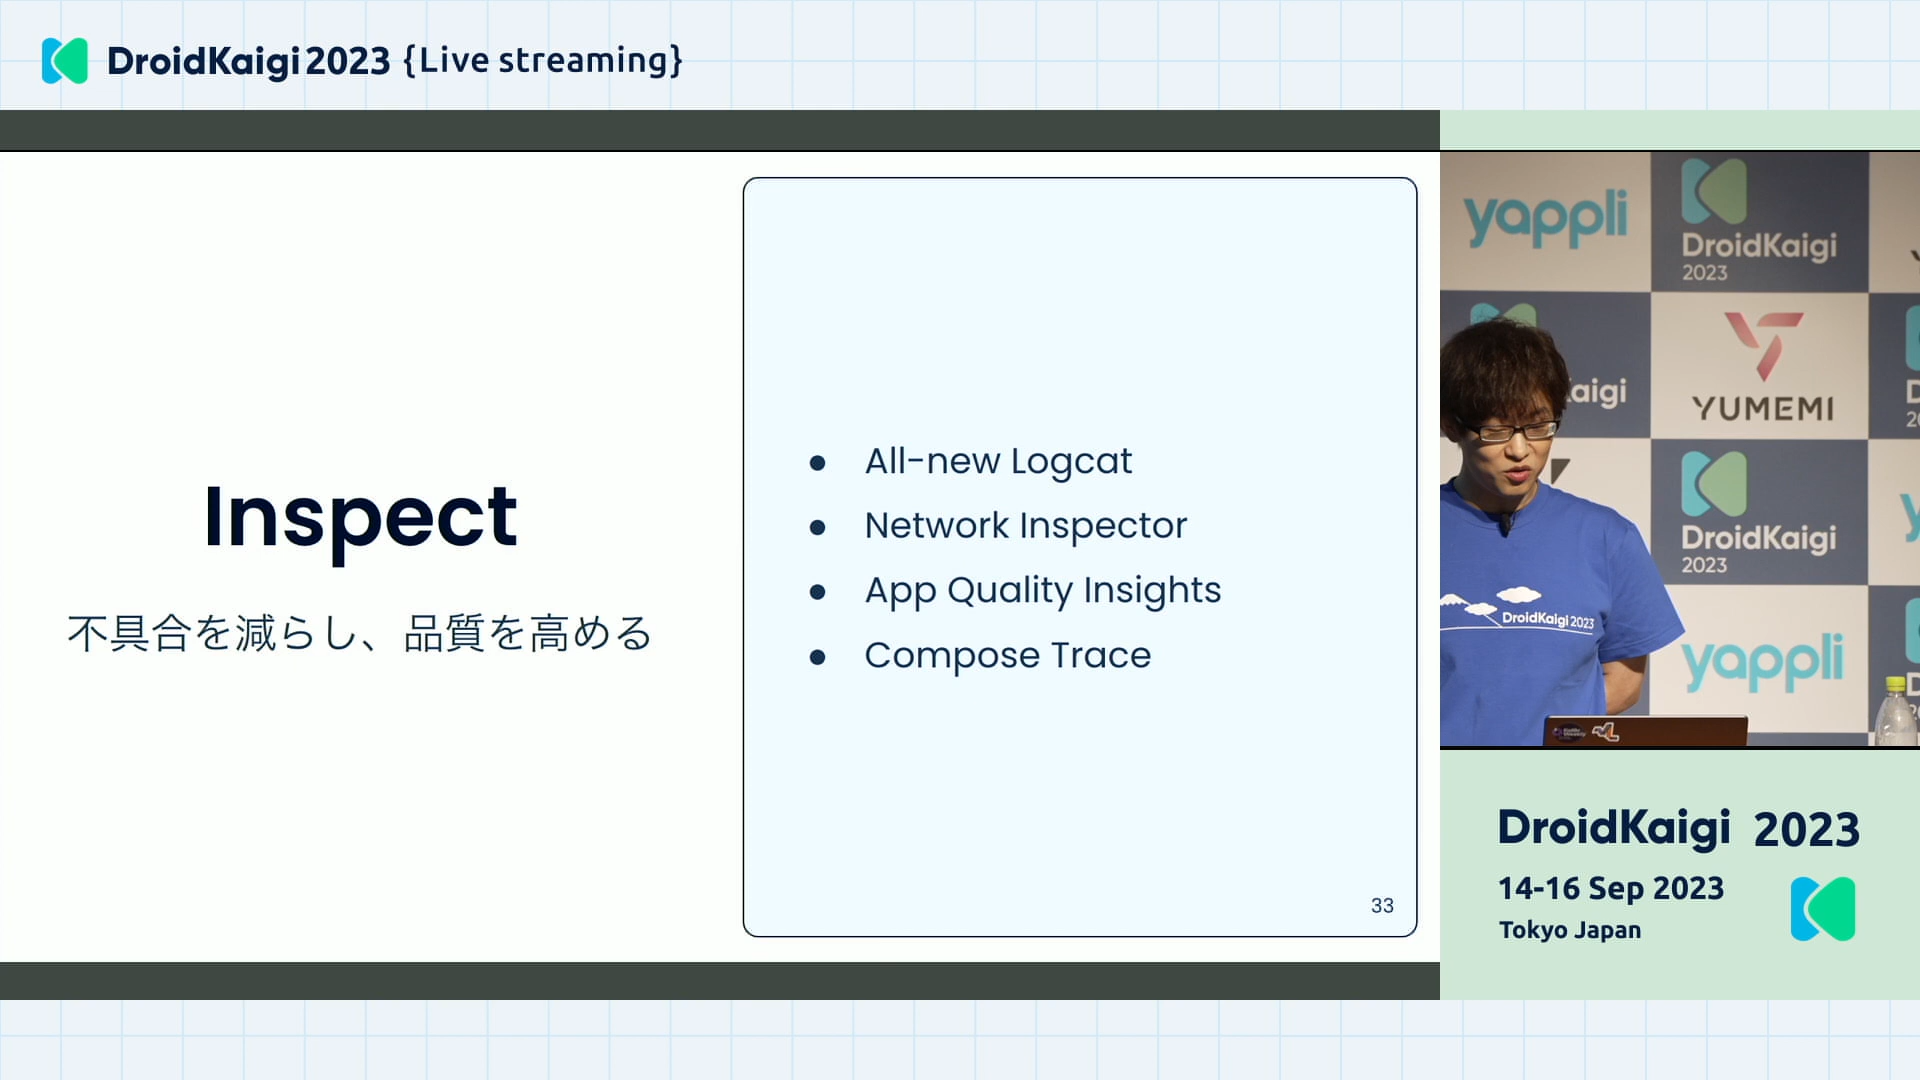 DroidKaigi 2023 {Live streaming}
Inspect
不具合を減らし、品質を高める
● All-new Logcat
● Network Inspector
● App Quality Insights
● Compose Trace
33
yappli
DroidKaigi
2023
aigi
YUMEMI
DroidKaigi
2023
DroidKaigi 2023
yappli
DroidKaigi 2023
14-16 Sep 2023
Tokyo Japan